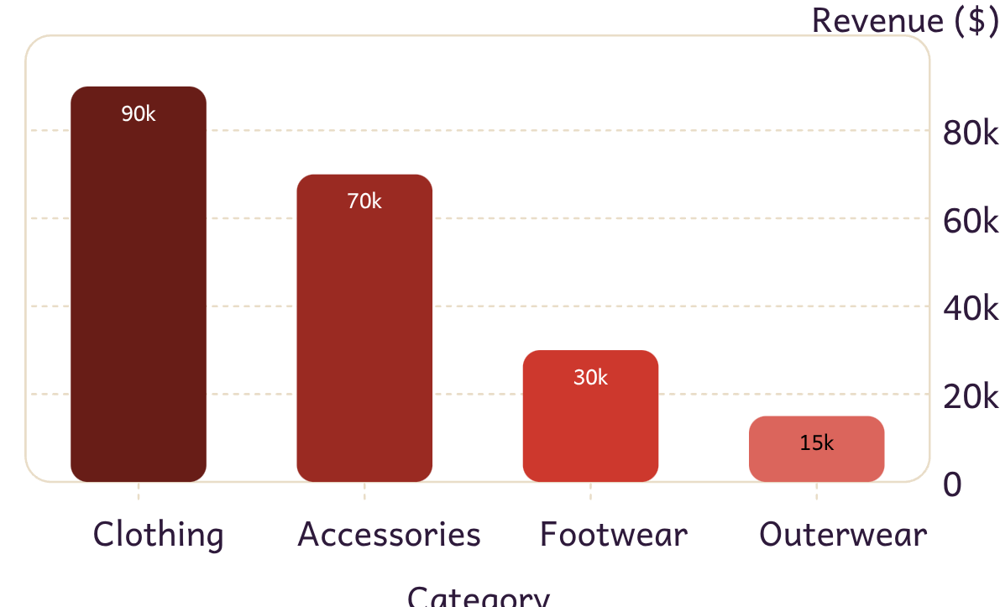 Revenue ($)
90k
80k
70k
60k
40k
30k
20k
15k
0
Clothing Accessories Footwear Outerwear
Category